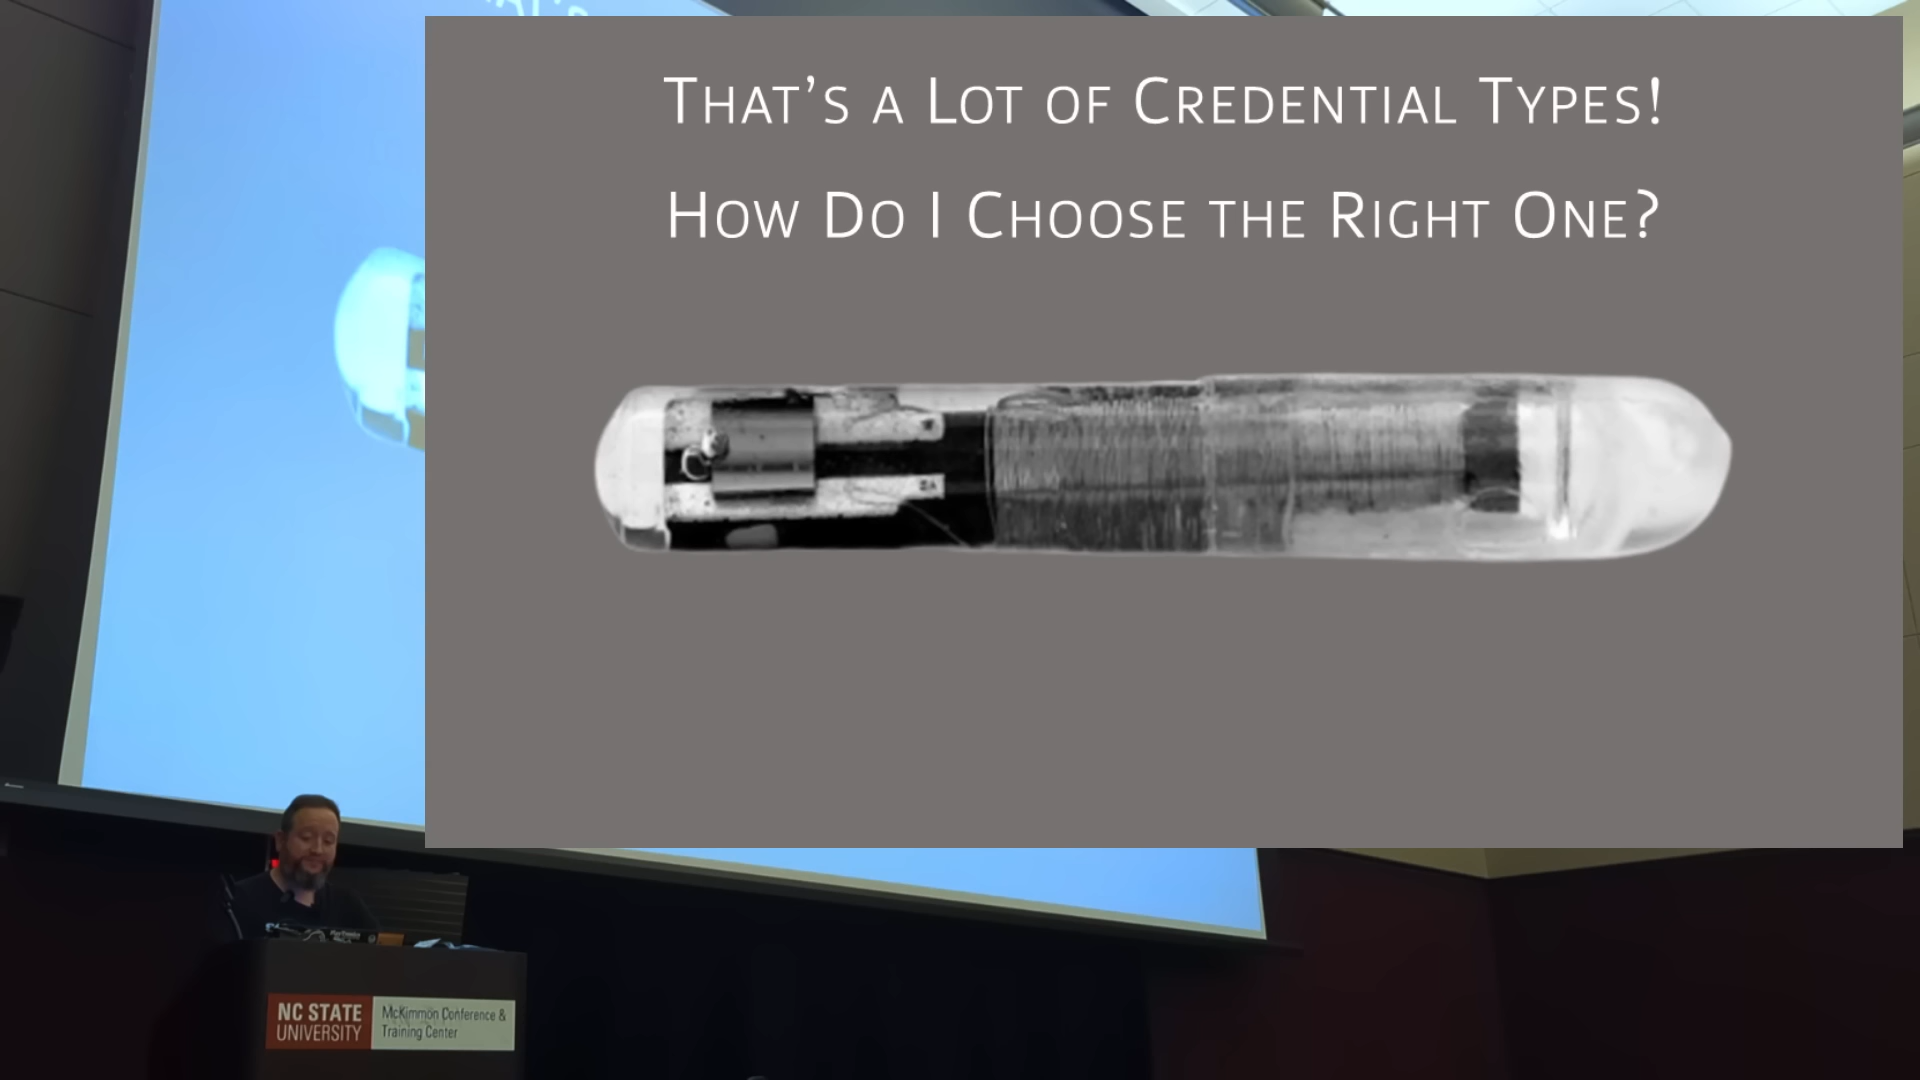 THAT'S A LOT OF CREDENTIAL TYPES!
HOW DO I CHOOSE THE RIGHT ONE?
NC STATE
UNIVERSITY
McKimmon Conference &
Training Center